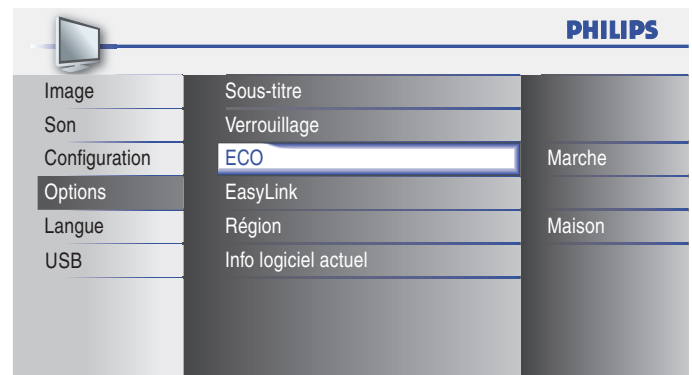 PHILIPS
Image
Son
Configuration
Options
Langue
USB
Sous-titre
Verrouillage
ECO
EasyLink
Région
Info logiciel actuel
Marche
Maison